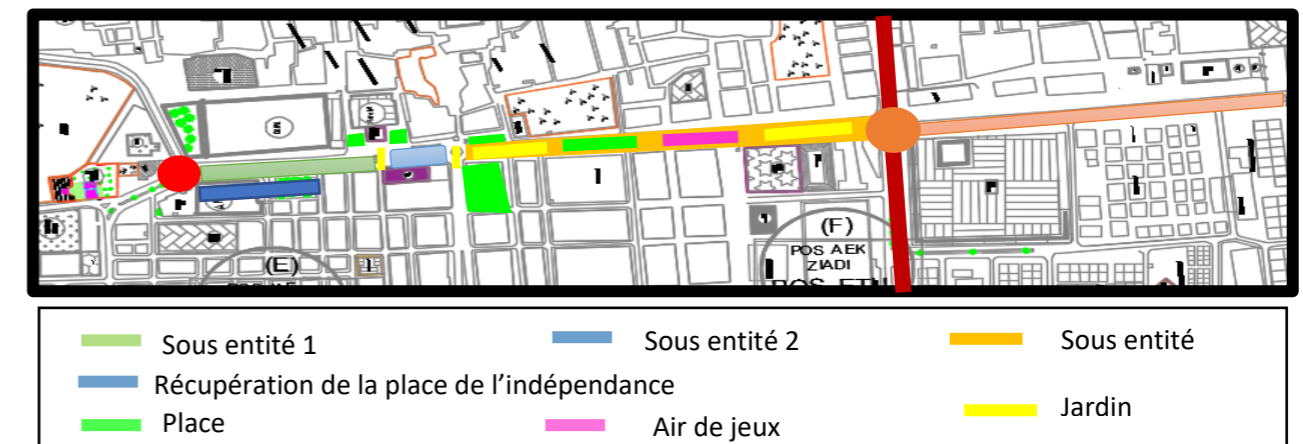 (E)
(F)
POS AEK
ZIADI
Sous entité 1
Sous entité 2
Sous entité
Récupération de la place de l’indépendance
Place
Air de jeux
Jardin